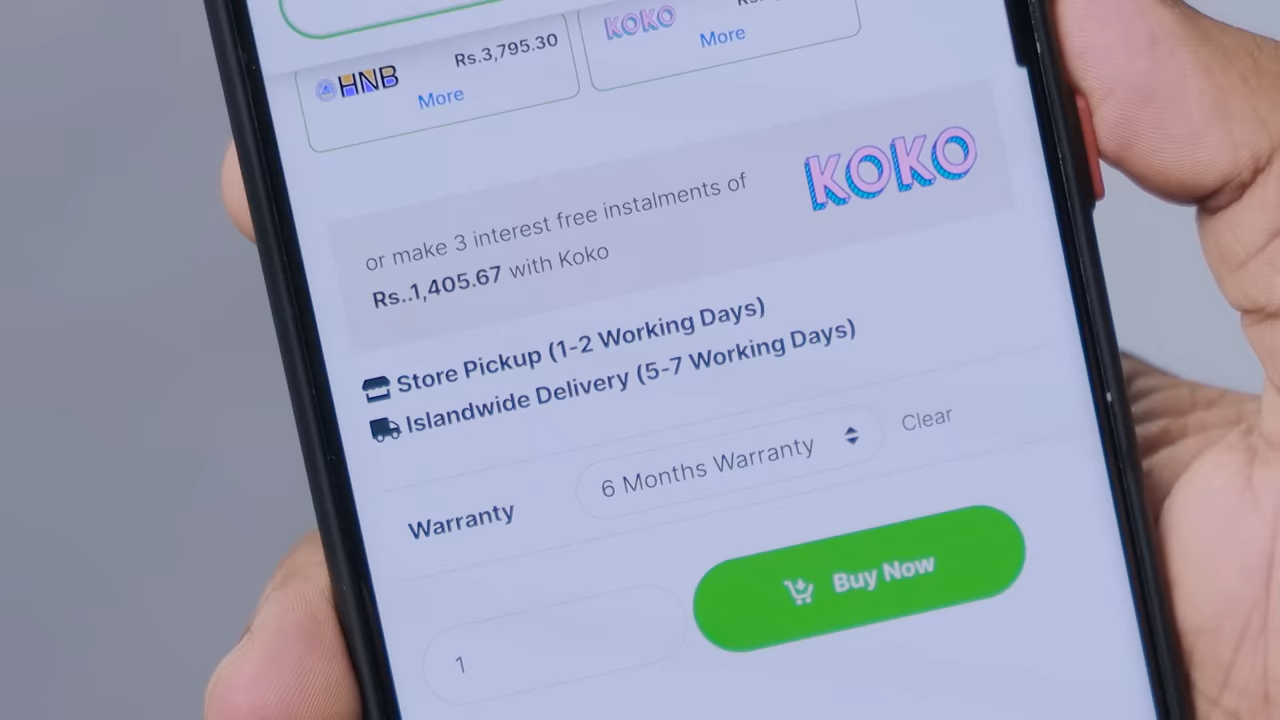 HNB
Rs.3,795.30
More
KOKO
More
or make 3 interest free instalments of
Rs..1,405.67 with Koko
KOKO
Store Pickup (1-2 Working Days)
Islandwide Delivery (5-7 Working Days)
Warranty
6 Months Warranty
Clear
1
Buy Now